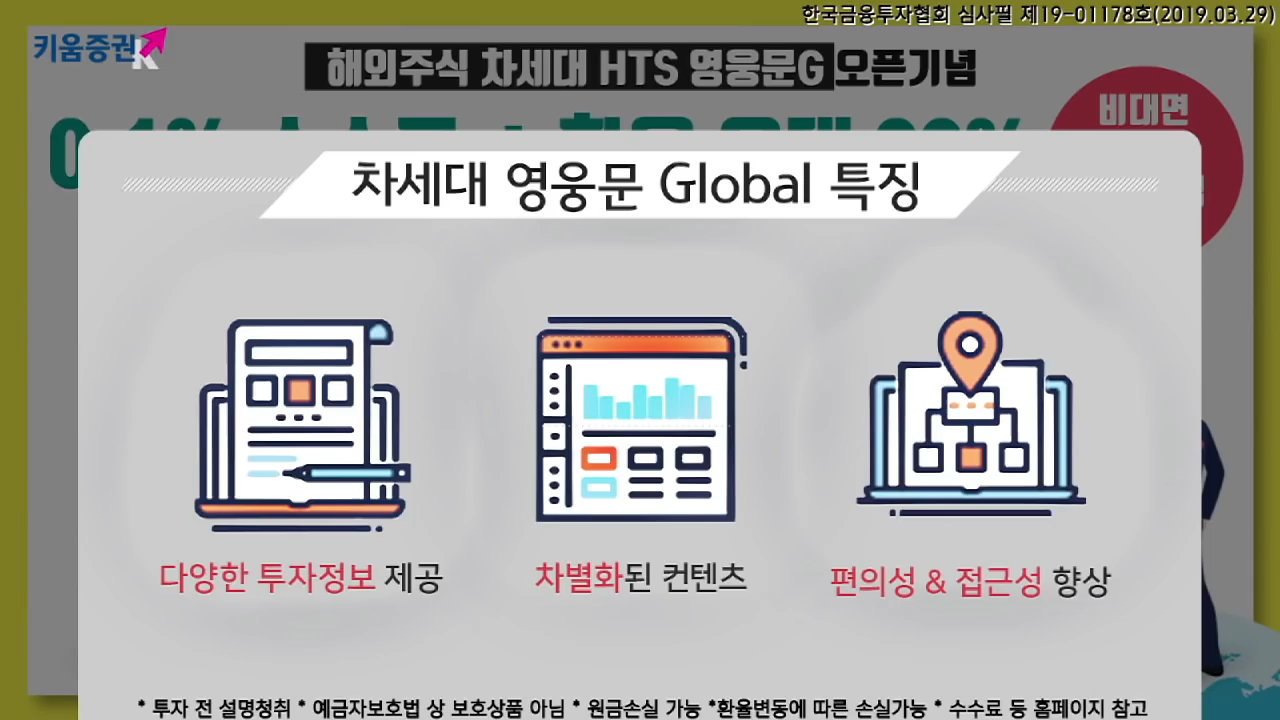 한국금융투자협회 심사필 제19-01178호(2019.03.29)
키움증권
해외주식 차세대 HTS 영웅문G 오픈기념
비대면
차세대 영웅문 Global 특징
다양한 투자정보 제공
차별화된 컨텐츠
편의성 & 접근성 향상
* 투자 전 설명청취 * 예금자보호법 상 보호상품 아님 * 원금손실 가능 *환율변동에 따른 손실가능 * 수수료 등 홈페이지 참고